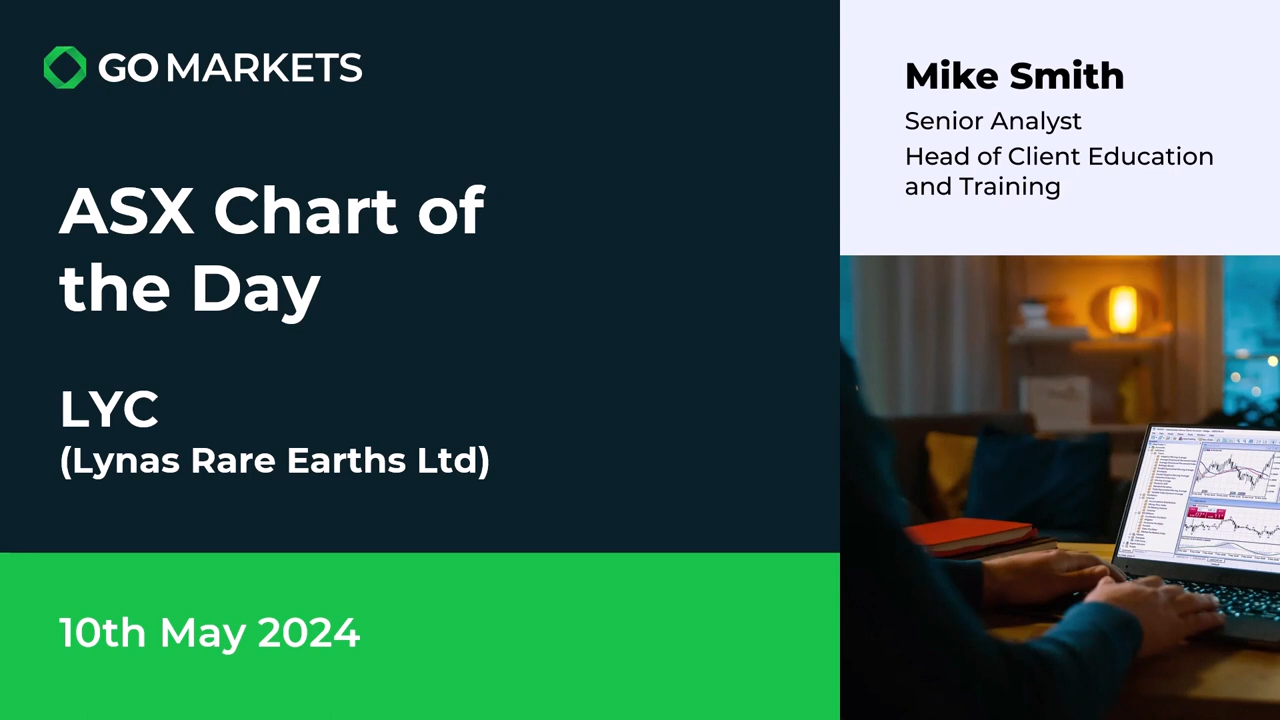 GO MARKETS
ASX Chart of
the Day
LYC
(Lynas Rare Earths Ltd)
10th May 2024
Mike Smith
Senior Analyst
Head of Client Education
and Training